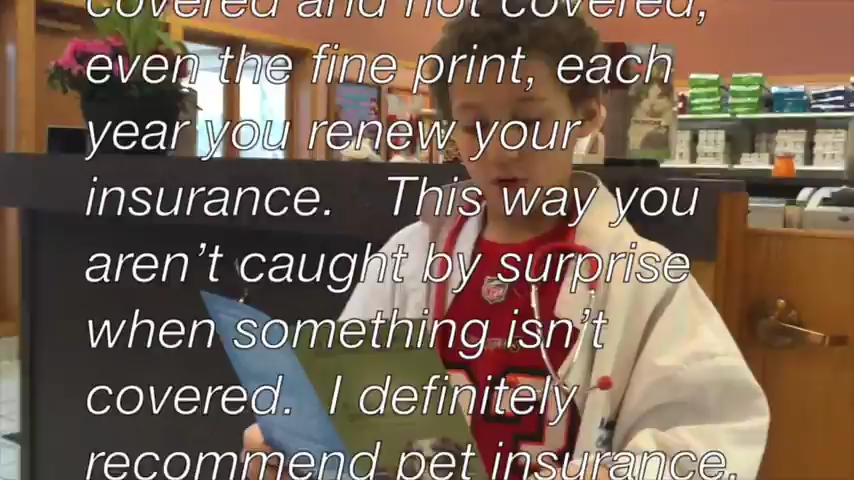 covered and not covered,
even the fine print, each
year you renew your
insurance. This way you
aren't caught by surprise
when something isn't
covered. I definitely
recommend pet insurance.
NFL